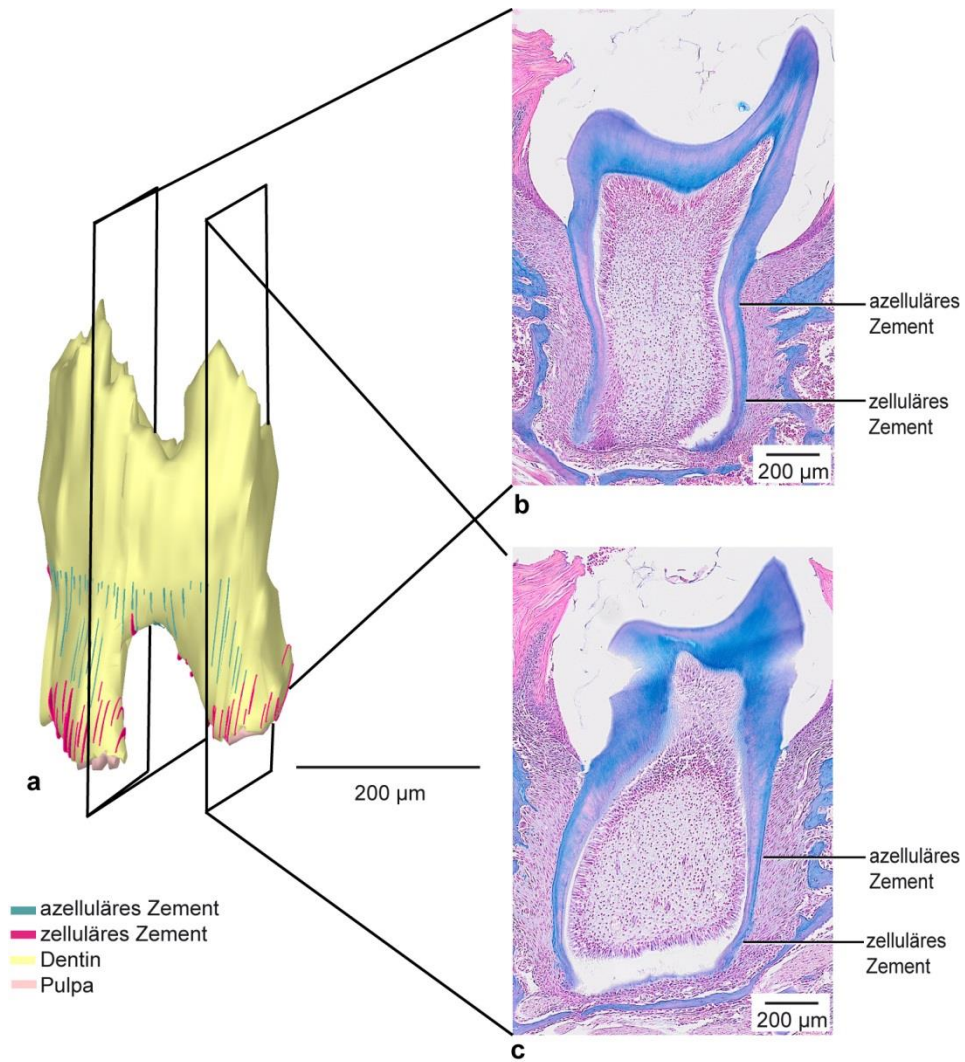 azelluläres
Zement
zelluläres
Zement
200 µm
b
a
200 µm
azelluläres Zement
zelluläres Zement
Dentin
Pulpa
azelluläres
Zement
zelluläres
Zement
200 µm
c